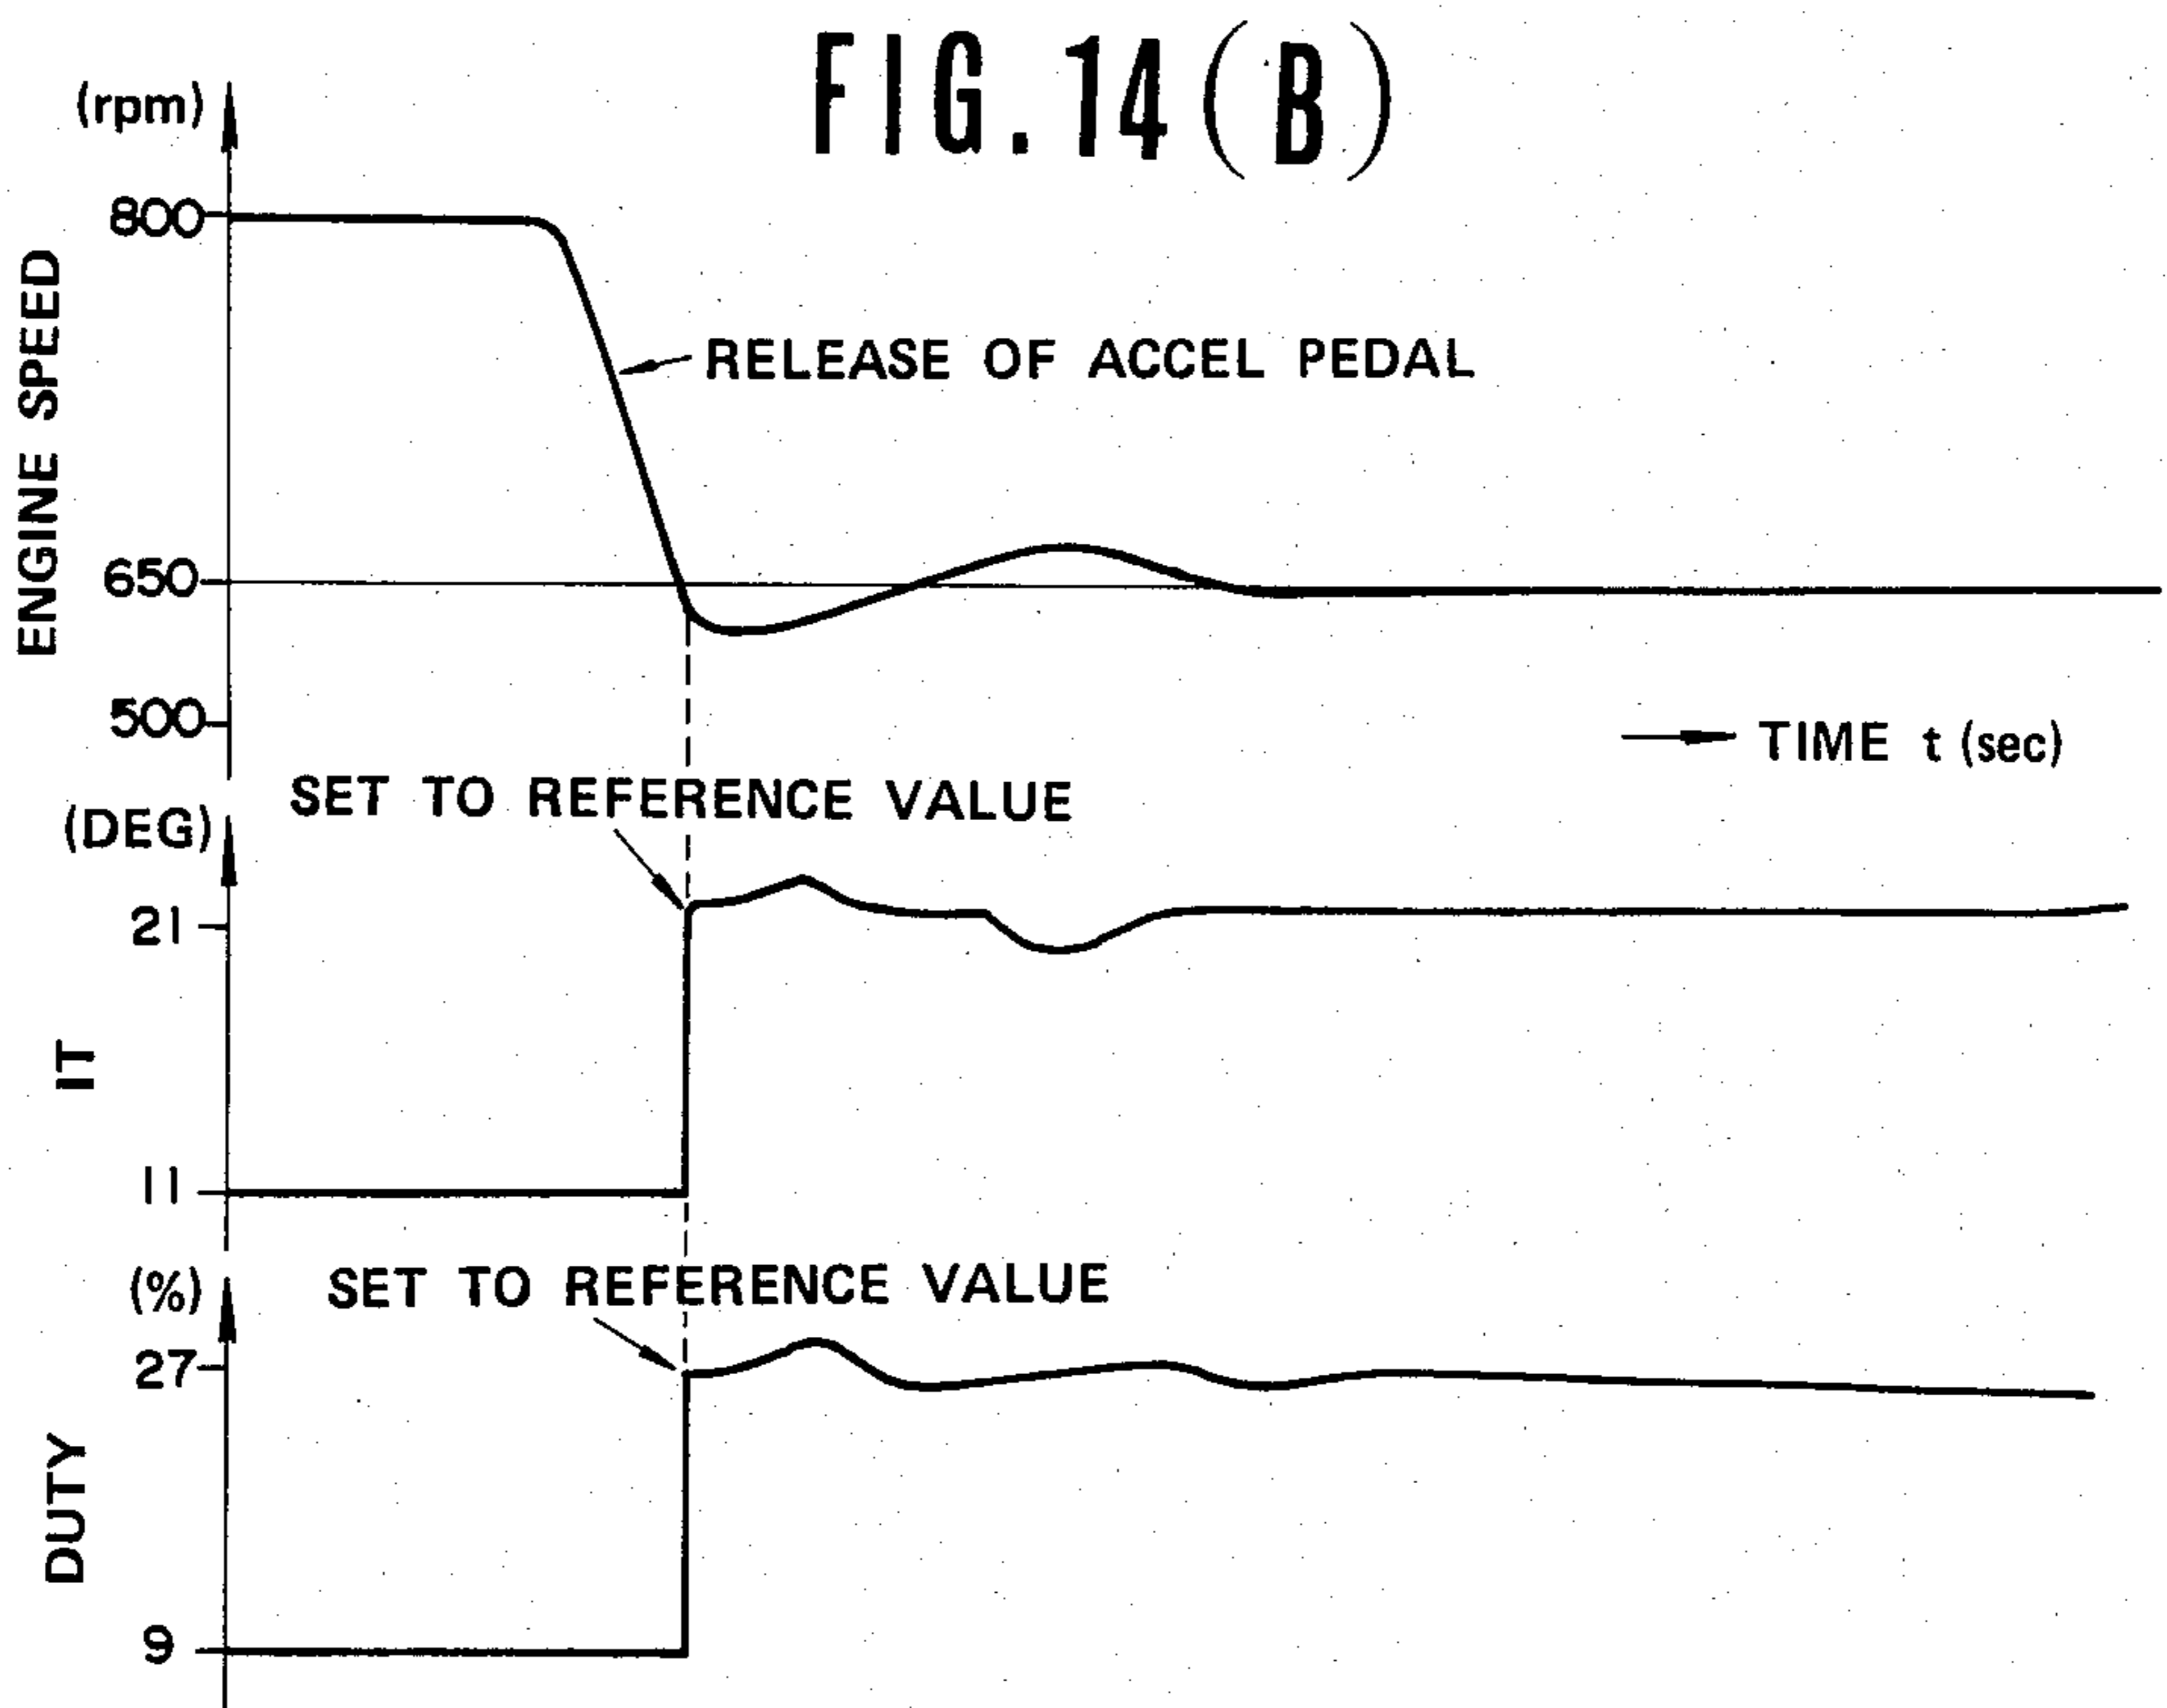 FIG.14(B)
(rpm)
800
ENGINE SPEED
RELEASE OF ACCEL PEDAL
650
500
TIME t (sec)
SET TO REFERENCE VALUE
(DEG)
21
IT
11
(%)
SET TO REFERENCE VALUE
27
DUTY
9